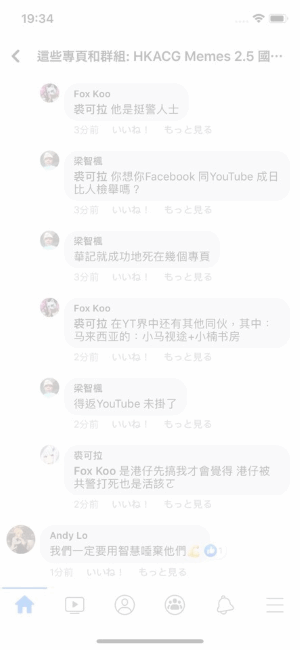 19:34
這些專頁和群組: HKACG Memes 2.5 國…
Fox Koo
裘可拉 他是挺警人士
3分前 いいね！ もっと見る
梁智楓
裘可拉 你想你Facebook 同YouTube 成日
比人檢舉嗎？
3分前 いいね！ もっと見る
梁智楓
華記就成功地死在幾個專頁
3分前 いいね！ もっと見る
Fox Koo
裘可拉 在YT界中还有其他同伙，其中：
马来西亚的：小马视途+小楠书房
2分前 いいね！ もっと見る
梁智楓
得返YouTube 未掛了
2分前 いいね！ もっと見る
裘可拉
Fox Koo 是港仔先搞我才會覺得 港仔被
共警打死也是活該ㄛ
2分前 いいね！ もっと見る
Andy Lo
我們一定要用智慧唾棄他們
1分前 いいね！ もっと見る